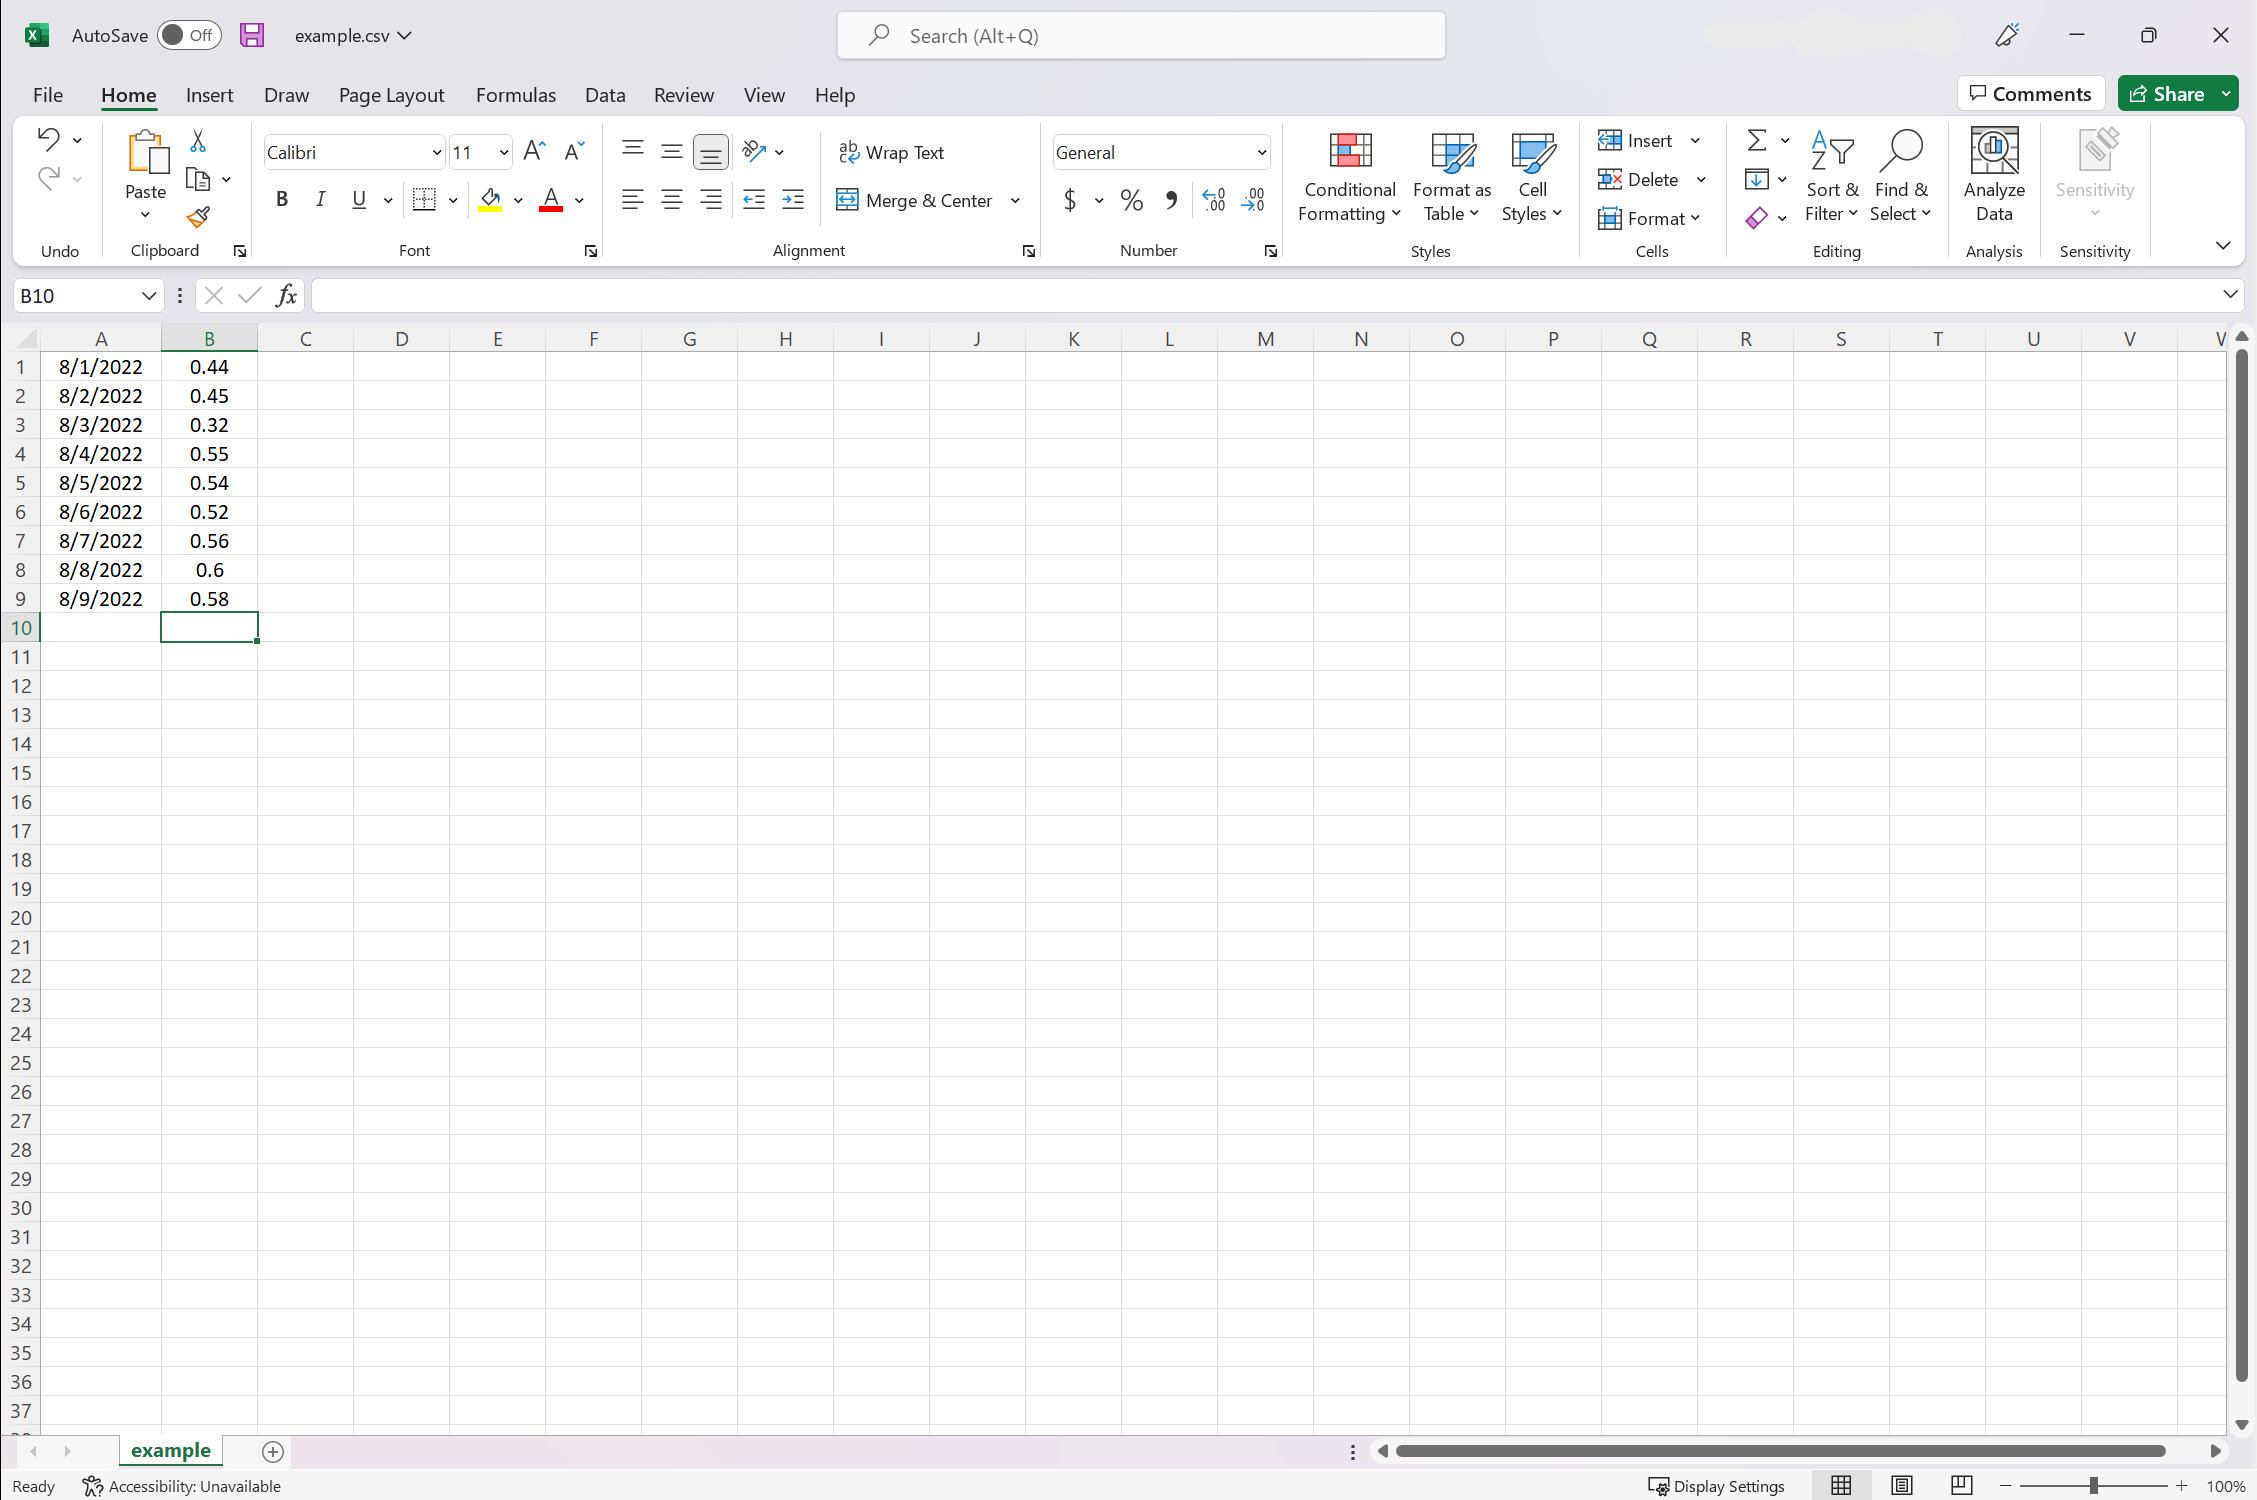 AutoSave Off example.csv Search (Alt+Q)
File Home Insert Draw Page Layout Formulas Data Review View Help Comments Share
Paste
Calibri 11
B I U
Wrap Text
Merge & Center
General
$ % 9
Conditional Formatting
Format as Table
Cell Styles
Insert
Delete
Format
Sort & Filter
Find & Select
Analyze Data
Sensitivity
Undo Clipboard Font Alignment Number Styles Cells Editing Analysis Sensitivity
B10 fx
A B C D E F G H I J K L M N O P Q R S T U V
1 8/1/2022 0.44
2 8/2/2022 0.45
3 8/3/2022 0.32
4 8/4/2022 0.55
5 8/5/2022 0.54
6 8/6/2022 0.52
7 8/7/2022 0.56
8 8/8/2022 0.6
9 8/9/2022 0.58
10
11
12
13
14
15
16
17
18
19
20
21
22
23
24
25
26
27
28
29
30
31
32
33
34
35
36
37
example
Ready Accessibility: Unavailable Display Settings 100%